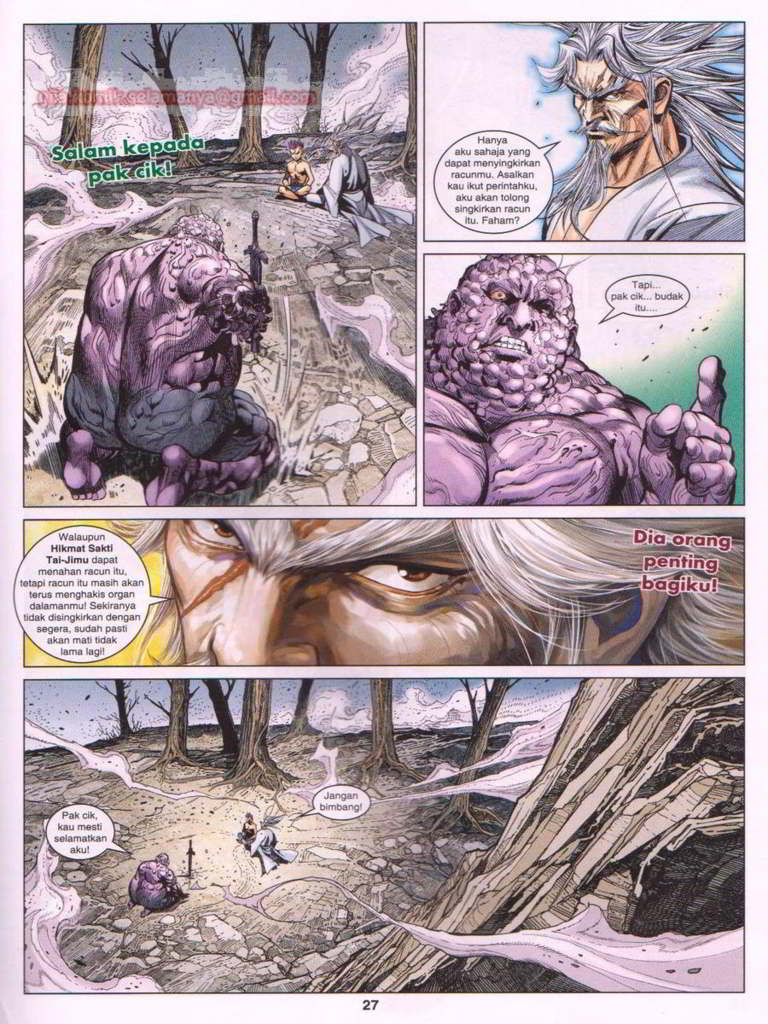 Salam kepada
pak cik!
Hanya
aku sahaja yang
dapat menyingkirkan
racunmu. Asalkan
kau ikut perintahku,
aku akan tolong
singkirkan racun
itu. Faham?
Tapi...
pak cik... budak
itu....
Walaupun
Hikmat Sakti
Tai-Jimu dapat
menahan racun itu,
tetapi racun itu masih akan
terus menghakis organ
dalamanmu! Sekiranya
tidak disingkirkan dengan
segera, sudah pasti
akan mati tidak
lama lagi!
Dia orang
penting
bagiku!
Jangan
bimbang!
Pak cik,
kau mesti
selamatkan
aku!
27